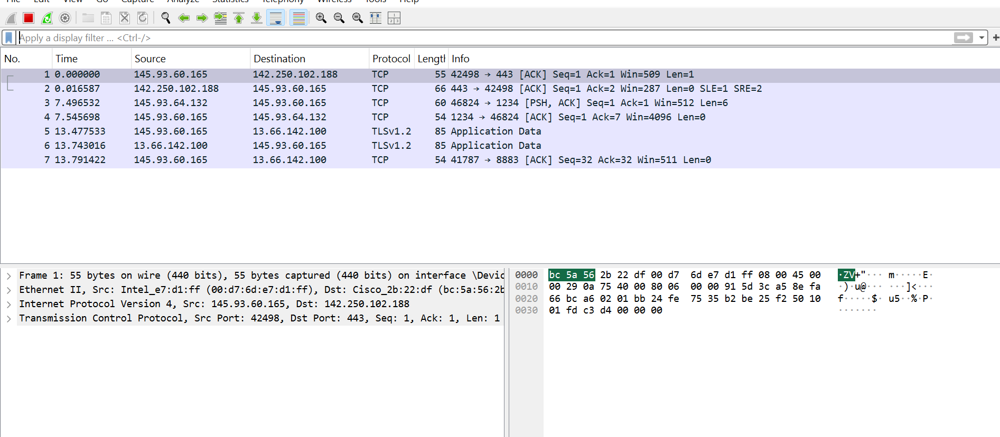 File Edit View Go Capture Analyze Statistics Telephony Wireless Tools Help
Apply a display filter ... <Ctrl-/>
No. Time Source Destination Protocol Length Info
1 0.000000 145.93.60.165 142.250.102.188 TCP 55 42498 → 443 [ACK] Seq=1 Ack=1 Win=509 Len=1
2 0.016587 142.250.102.188 145.93.60.165 TCP 66 443 → 42498 [ACK] Seq=1 Ack=2 Win=287 Len=0 SLE=1 SRE=2
3 7.496532 145.93.64.132 145.93.60.165 TCP 60 46824 → 1234 [PSH, ACK] Seq=1 Ack=1 Win=512 Len=6
4 7.545698 145.93.60.165 145.93.64.132 TCP 54 1234 → 46824 [ACK] Seq=1 Ack=7 Win=4096 Len=0
5 13.477533 145.93.60.165 13.66.142.100 TLSv1.2 85 Application Data
6 13.743016 13.66.142.100 145.93.60.165 TLSv1.2 85 Application Data
7 13.791422 145.93.60.165 13.66.142.100 TCP 54 41787 → 8883 [ACK] Seq=32 Ack=32 Win=511 Len=0
Frame 1: 55 bytes on wire (440 bits), 55 bytes captured (440 bits) on interface \Devic
Ethernet II, Src: Intel_e7:d1:ff (00:d7:6d:e7:d1:ff), Dst: Cisco_2b:22:df (bc:5a:56:2b
Internet Protocol Version 4, Src: 145.93.60.165, Dst: 142.250.102.188
Transmission Control Protocol, Src Port: 42498, Dst Port: 443, Seq: 1, Ack: 1, Len: 1
0000 bc 5a 56 2b 22 df 00 d7 6d e7 d1 ff 08 00 45 00 ·ZV+"··· m·····E·
0010 00 29 0a 75 40 00 80 06 00 00 91 5d 3c a5 8e fa ·)·u@··· ···]<···
0020 66 bc a6 02 01 bb 24 fe 75 35 b2 be 25 f2 50 10 f·····$· u5··%·P·
0030 01 fd c3 d4 00 00 00 ·······